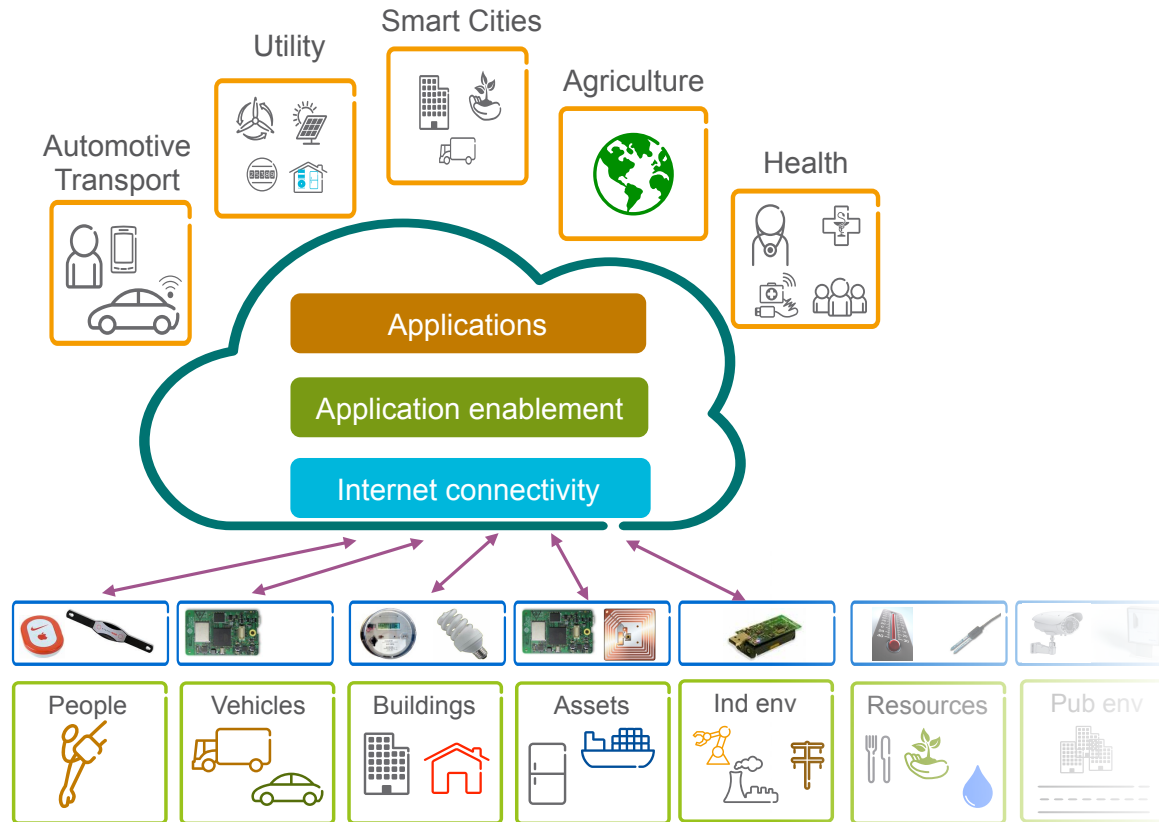 Smart Cities
Utility
Agriculture
Automotive
Transport
Health
Applications
Application enablement
Internet connectivity
People
Vehicles
Buildings
Assets
Ind env
Resources
Pub env